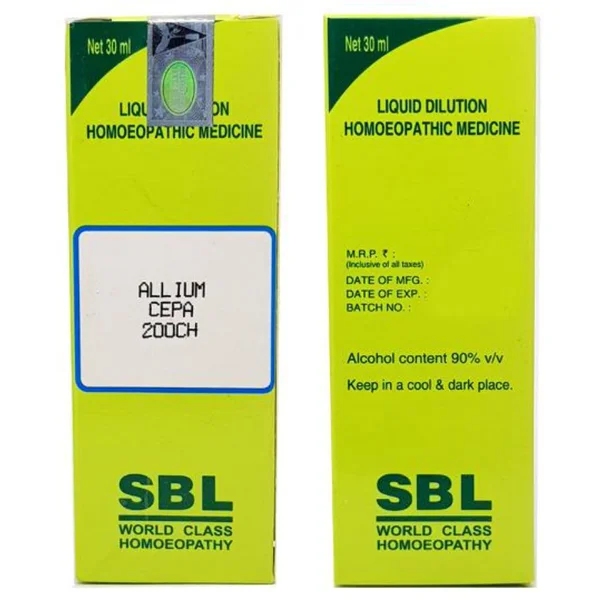 Net 30 ml
HOMOEOPATHIC MEDICINE
ALLIUM
CEPA
200CH
SBL
WORLD CLASS
HOMOEOPATHY
Net 30 ml
LIQUID DILUTION
HOMOEOPATHIC MEDICINE
M.R.P. ₹ :
(Inclusive of all taxes)
DATE OF MFG. :
DATE OF EXP. :
BATCH NO. :
Alcohol content 90% v/v
Keep in a cool & dark place.
SBL
WORLD CLASS
HOMOEOPATHY